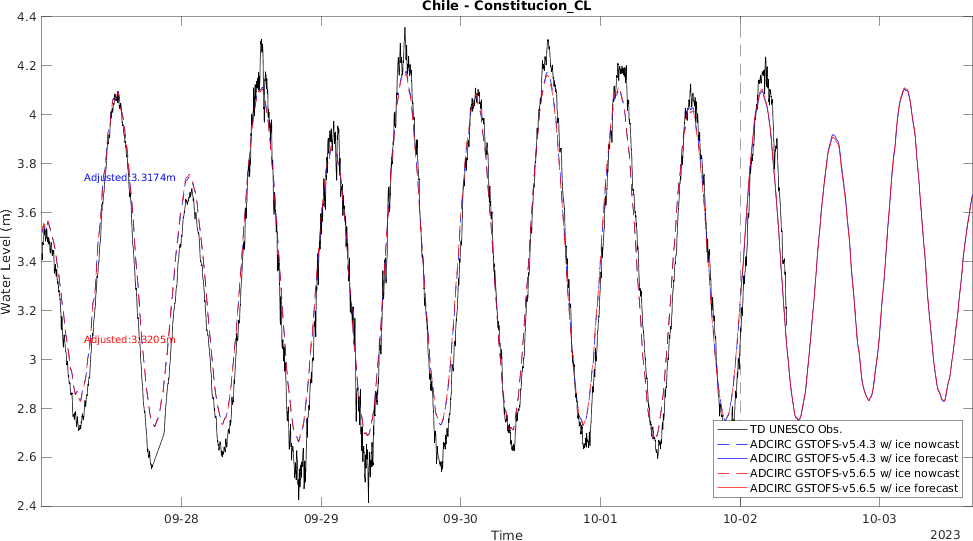 Chile - Constitucion_CL
4.4
4.2
4
3.8
3.6
3.4
3.2
3
2.8
2.6
2.4
Water Level (m)
Adjusted:3.3174m
Adjusted:3.3205m
TD UNESCO Obs.
ADCIRC GSTOFS-v5.4.3 w/ ice nowcast
ADCIRC GSTOFS-v5.4.3 w/ ice forecast
ADCIRC GSTOFS-v5.6.5 w/ ice nowcast
ADCIRC GSTOFS-v5.6.5 w/ ice forecast
09-28 09-29 09-30 10-01 10-02 10-03
Time
2023